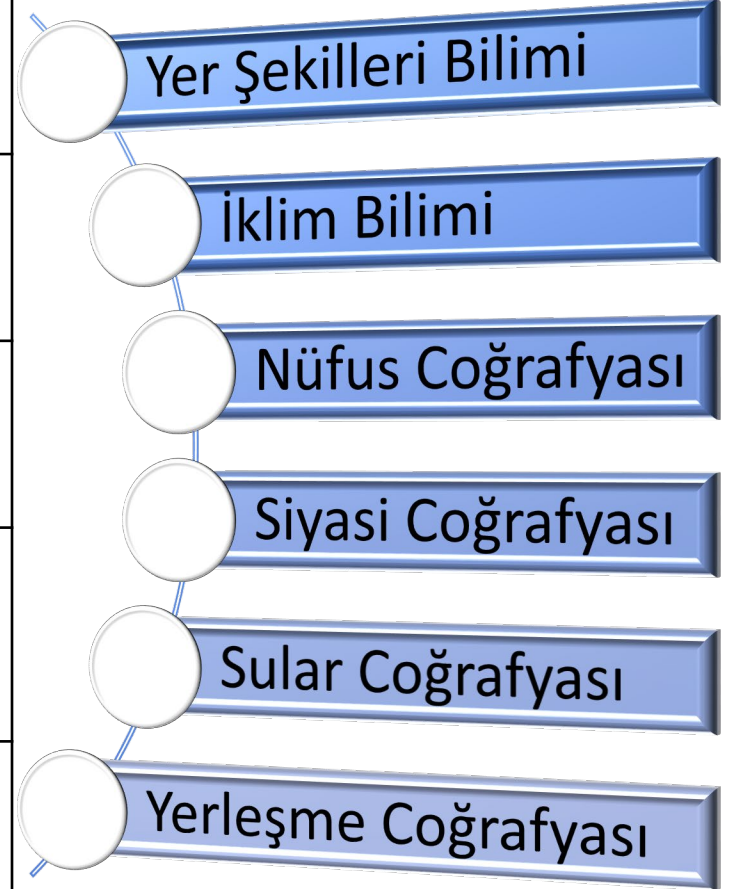 Yer Şekilleri Bilimi
İklim Bilimi
Nüfus Coğrafyası
Siyasi Coğrafyası
Sular Coğrafyası
Yerleşme Coğrafyası